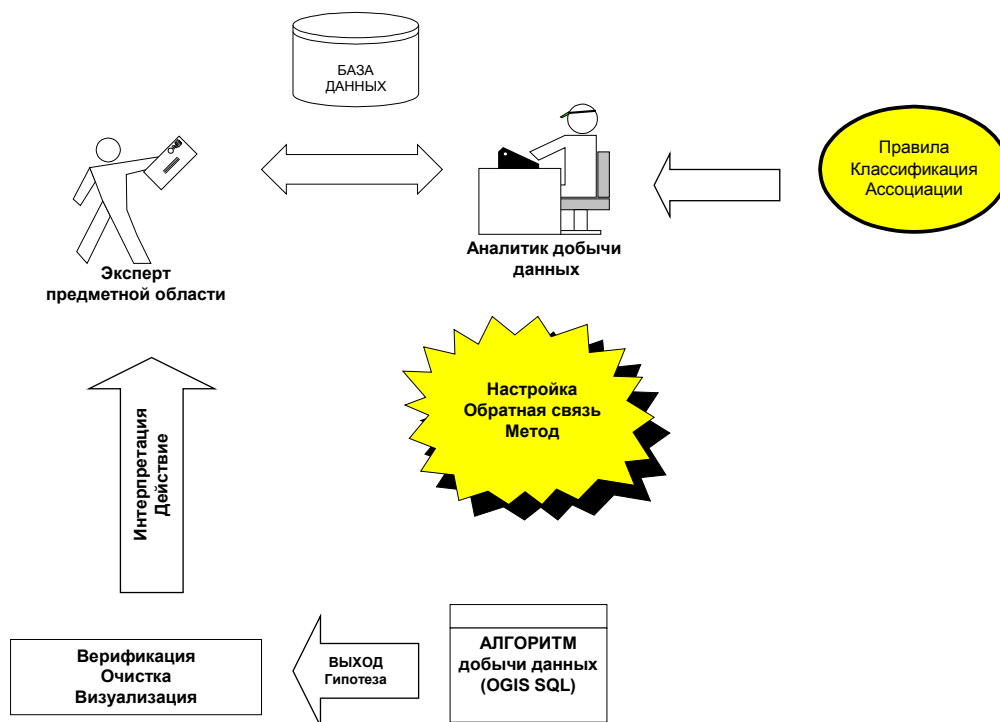 БАЗА
ДАННЫХ
Правила
Классификация
Ассоциации
Аналитик добычи
данных
Эксперт
предметной области
Настройка
Обратная связь
Метод
Интерпретация
Действие
Верификация
Очистка
Визуализация
ВЫХОД
Гипотеза
АЛГОРИТМ
добычи данных
(OGIS SQL)